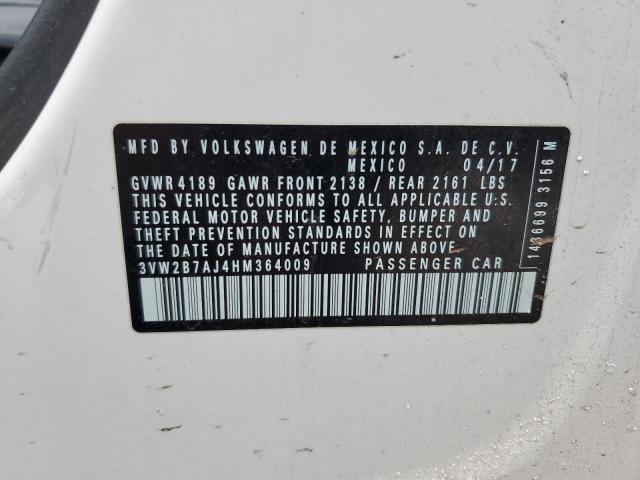 MFD BY VOLKSWAGEN DE MEXICO S.A. DE C.V.
MEXICO 04/17
GVWR 4189 GAWR FRONT 2138 / REAR 2161 LBS
THIS VEHICLE CONFORMS TO ALL APPLICABLE U.S.
FEDERAL MOTOR VEHICLE SAFETY, BUMPER AND
THEFT PREVENTION STANDARDS IN EFFECT ON
THE DATE OF MANUFACTURE SHOWN ABOVE.
3VW2B7AJ4HM364009 PASSENGER CAR
1436699 3156 M